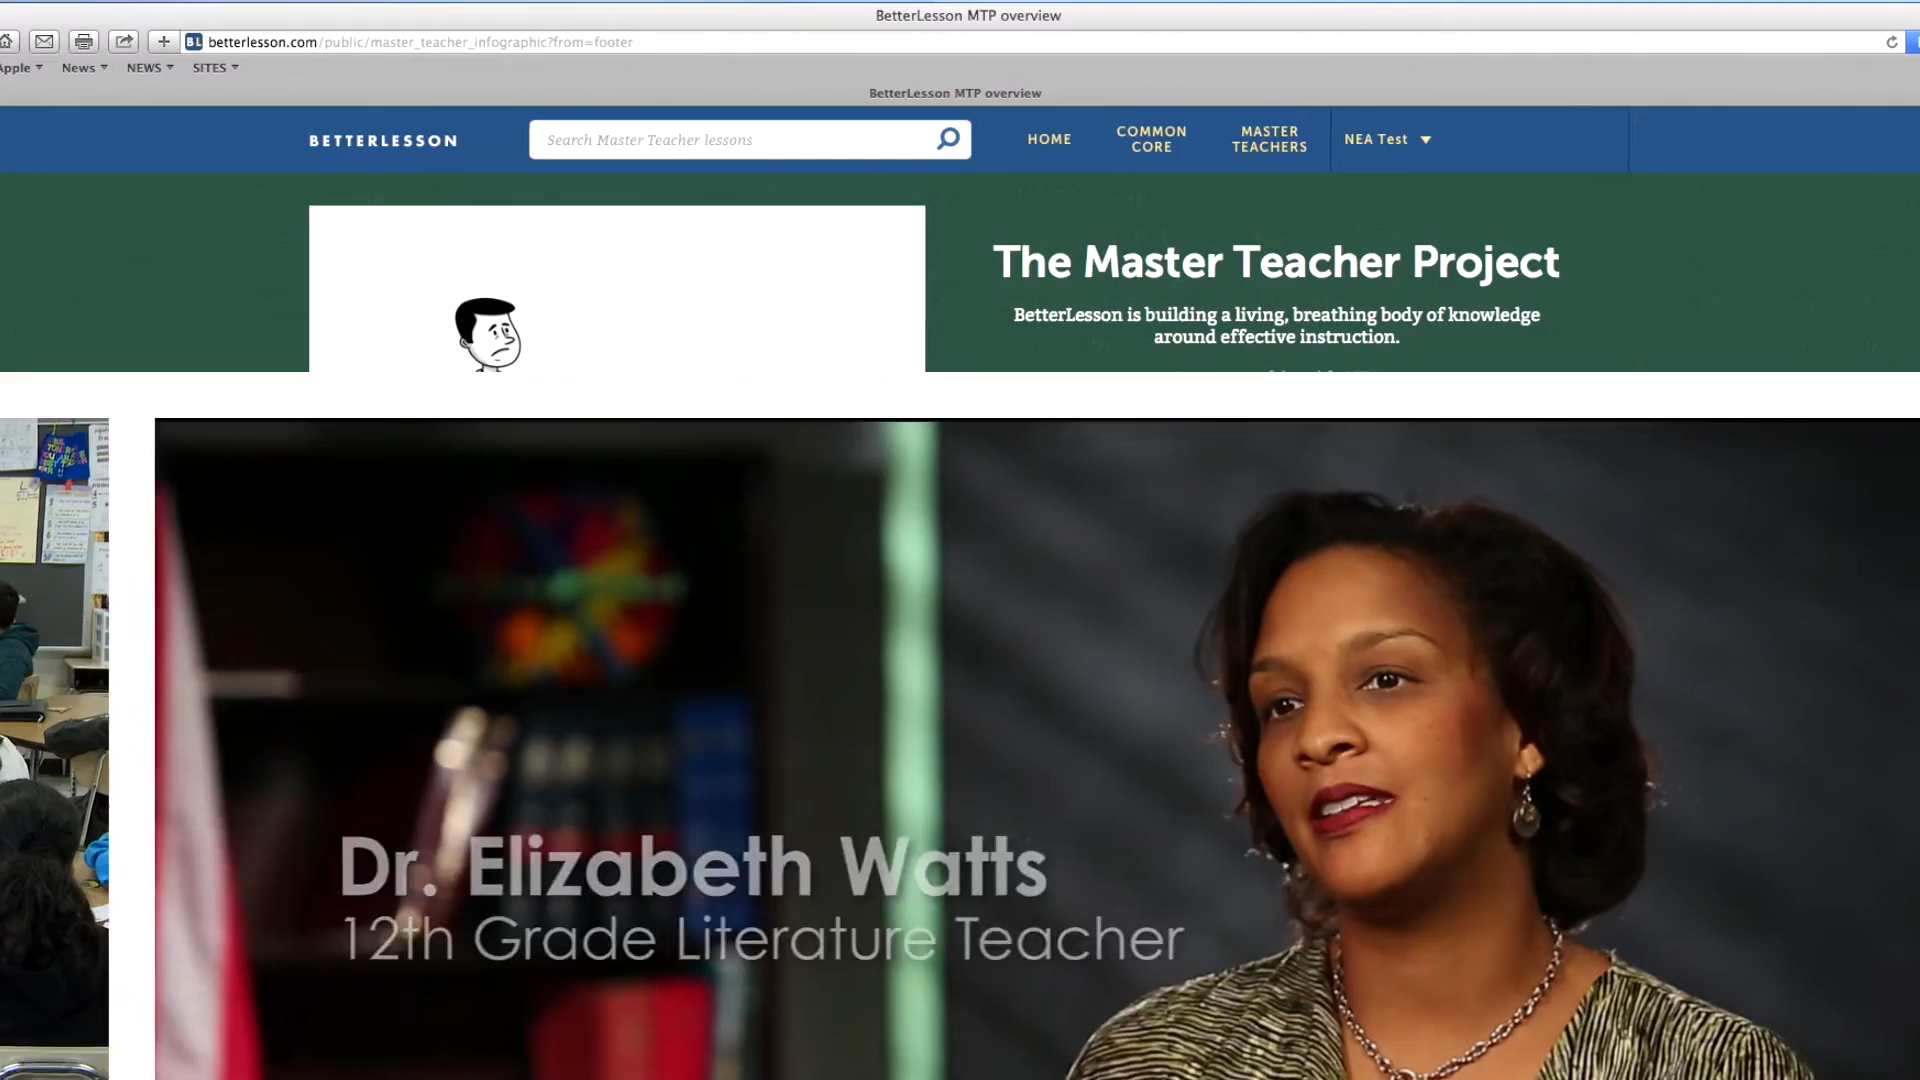 BetterLesson MTP overview
BL betterlesson.com/public/master_teacher_infographic?from=footer
Apple News NEWS SITES
BetterLesson MTP overview
BETTERLESSON
Search Master Teacher lessons
HOME
COMMON
CORE
MASTER
TEACHERS
NEA Test
The Master Teacher Project
BetterLesson is building a living, breathing body of knowledge
around effective instruction.
Dr. Elizabeth Watts
12th Grade Literature Teacher